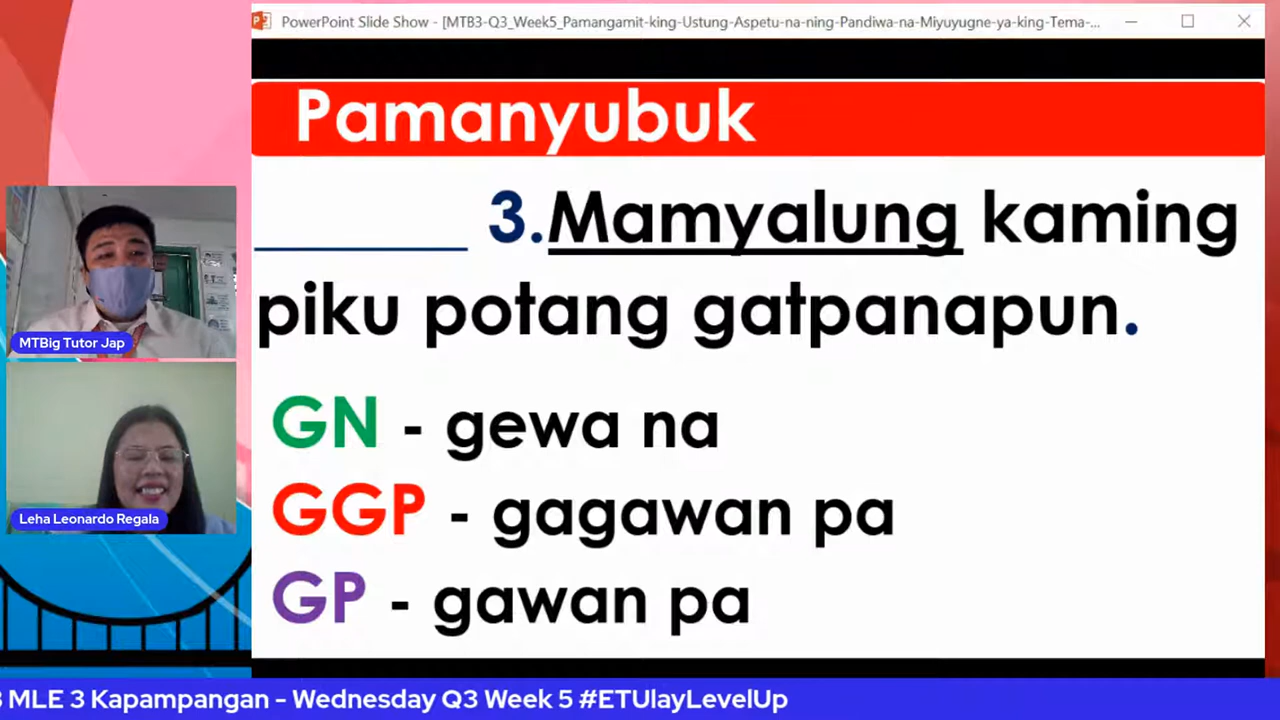 PowerPoint Slide Show - [MTB3-Q3_Week5_Pamangamit-king-Ustung-Aspetu-na-ning-Pandiwa-na-Miyuyugne-ya-king-Tema-...
Pamanyubuk
________ 3.Mamyalung kaming
piku potang gatpanapun.
GN - gewa na
GGP - gagawan pa
GP - gawan pa
MTBig Tutor Jap
Leha Leonardo Regala
MLE 3 Kapampangan - Wednesday Q3 Week 5 #ETUlayLevelUp